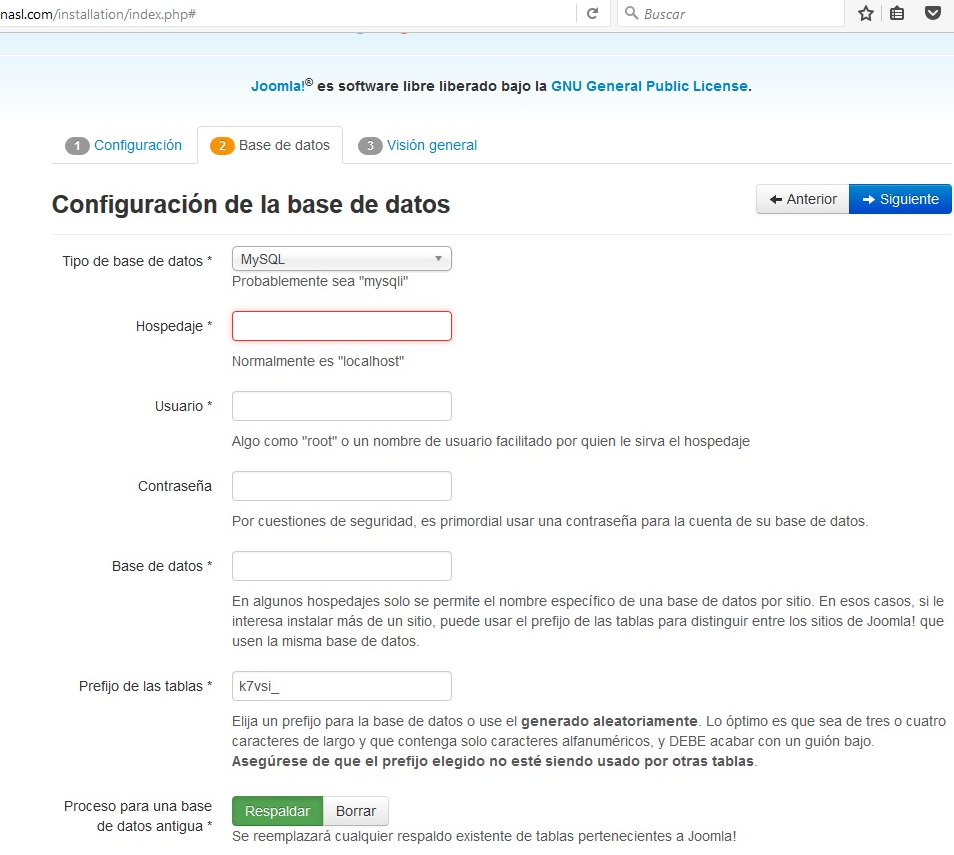 nasl.com/installation/index.php#
Buscar
Joomla!® es software libre liberado bajo la GNU General Public License.
1 Configuración 2 Base de datos 3 Visión general
Configuración de la base de datos
Anterior Siguiente
Tipo de base de datos * MySQL
Probablemente sea "mysqli"
Hospedaje *
Normalmente es "localhost"
Usuario *
Algo como "root" o un nombre de usuario facilitado por quien le sirva el hospedaje
Contraseña
Por cuestiones de seguridad, es primordial usar una contraseña para la cuenta de su base de datos.
Base de datos *
En algunos hospedajes solo se permite el nombre específico de una base de datos por sitio. En esos casos, si le
interesa instalar más de un sitio, puede usar el prefijo de las tablas para distinguir entre los sitios de Joomla! que
usen la misma base de datos.
Prefijo de las tablas * k7vsi_
Elija un prefijo para la base de datos o use el generado aleatoriamente. Lo óptimo es que sea de tres o cuatro
caracteres de largo y que contenga solo caracteres alfanuméricos, y DEBE acabar con un guión bajo.
Asegúrese de que el prefijo elegido no esté siendo usado por otras tablas.
Proceso para una base
de datos antigua *
Respaldar Borrar
Se reemplazará cualquier respaldo existente de tablas pertenecientes a Joomla!